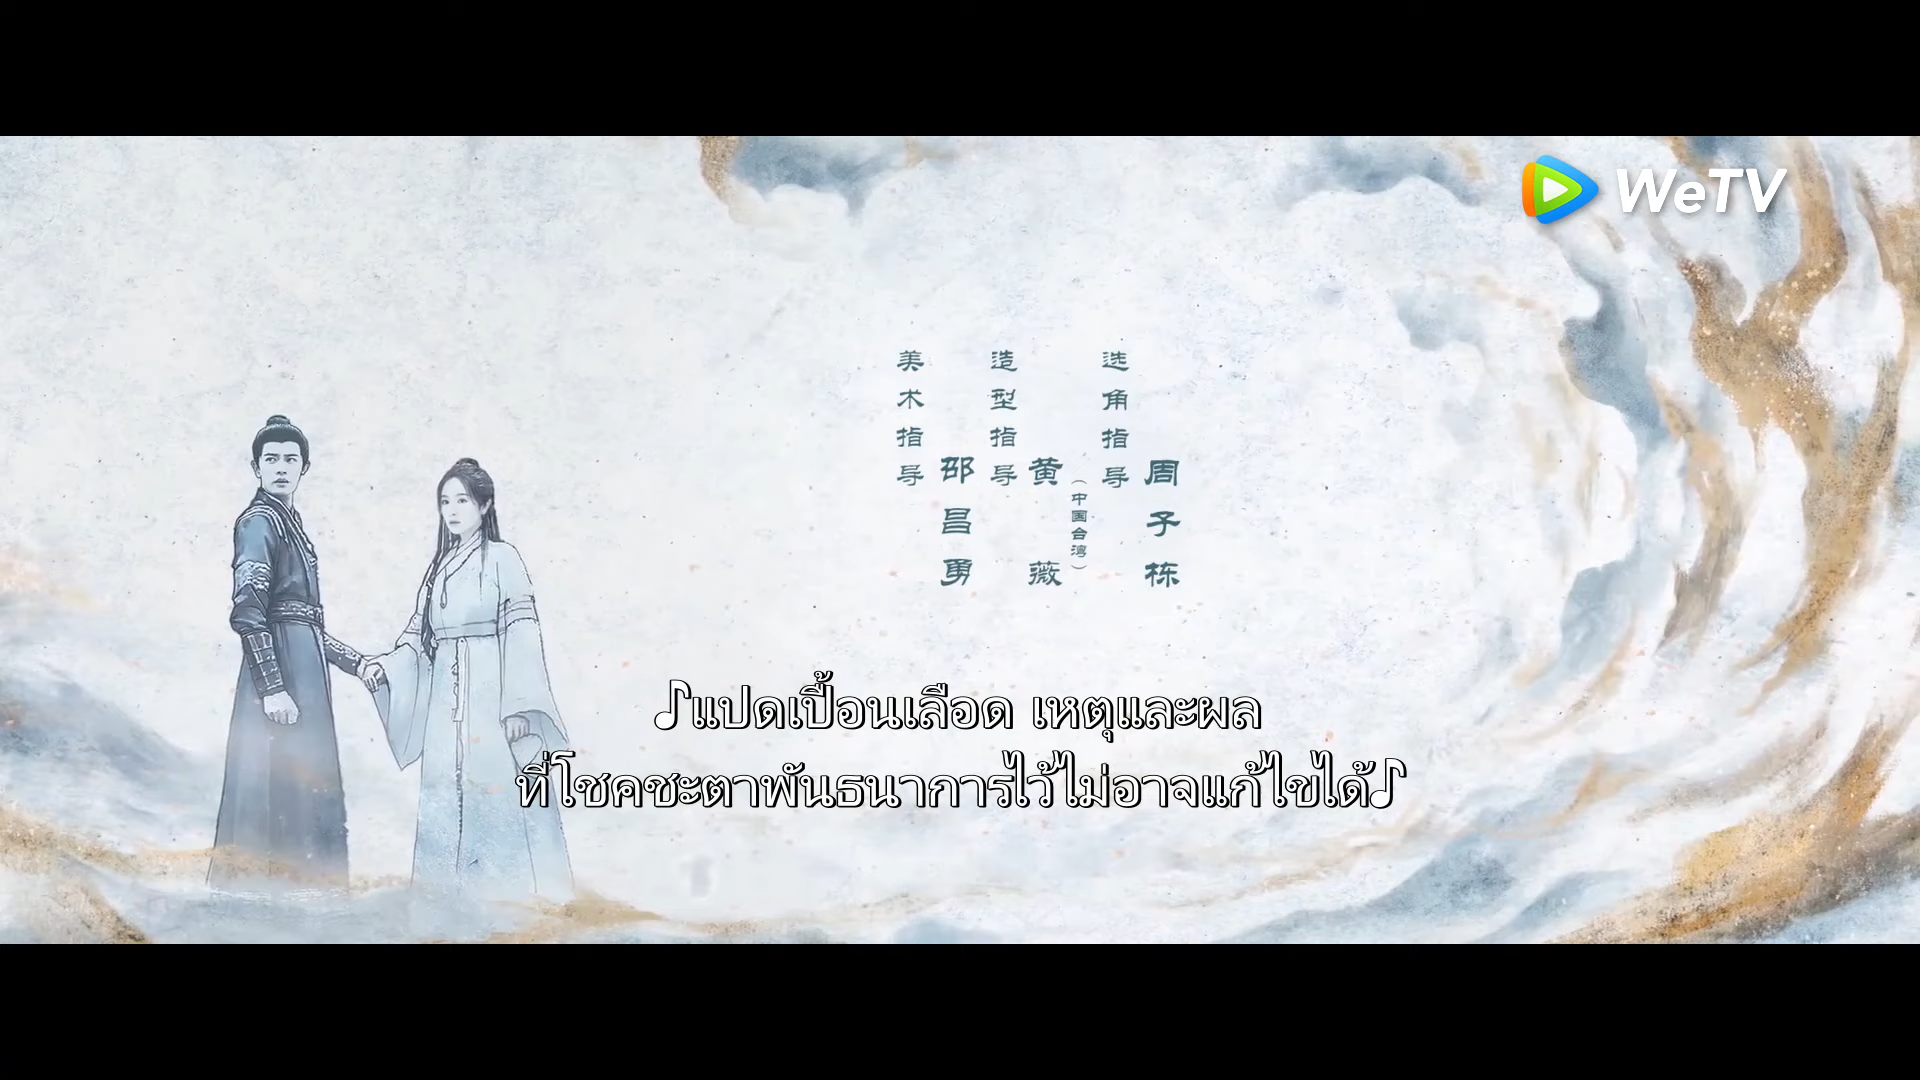 WeTV
美术指导
邵昌勇
造型指导
黄薇
（中国台湾）
选角指导
周子栋
♪แปดเปื้อนเลือด เหตุและผล
ที่โชคชะตาพันธนาการไว้ไม่อาจแก้ไขได้♪